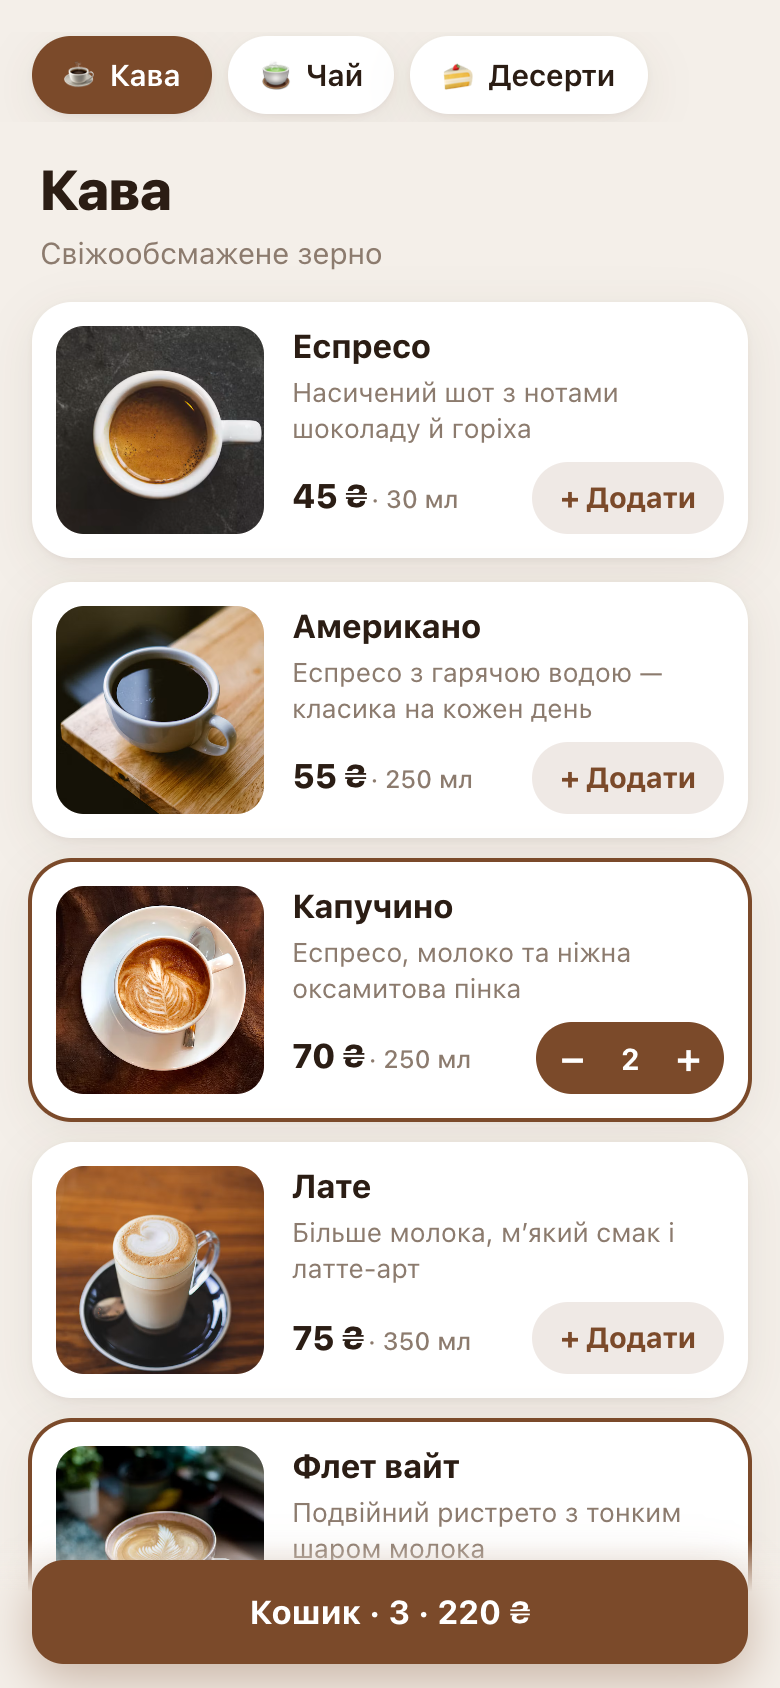 Кава
Чай
Десерти
Кава
Свіжообсмажене зерно
Еспресо
Насичений шот з нотами
шоколаду й горіха
45 ₴ · 30 мл
+ Додати
Американо
Еспресо з гарячою водою —
класика на кожен день
55 ₴ · 250 мл
+ Додати
Капучино
Еспресо, молоко та ніжна
оксамитова пінка
70 ₴ · 250 мл
− 2 +
Лате
Більше молока, м’який смак і
латте-арт
75 ₴ · 350 мл
+ Додати
Флет вайт
Подвійний ристрето з тонким
шаром молока
Кошик · 3 · 220 ₴